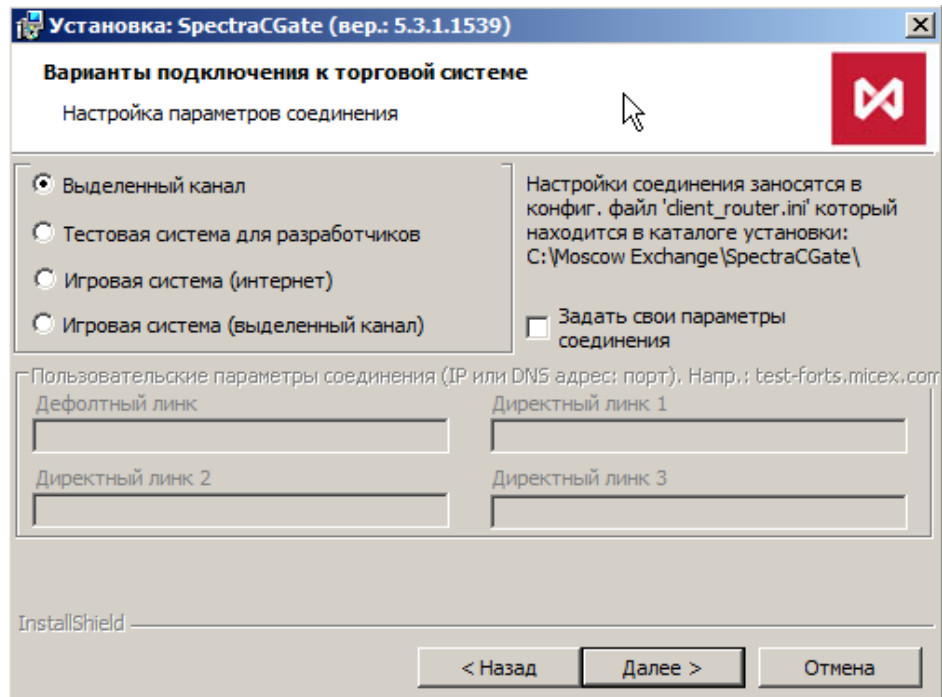 Установка: SpectraCGate (вер.: 5.3.1.1539)
Варианты подключения к торговой системе
Настройка параметров соединения
Выделенный канал
Тестовая система для разработчиков
Игровая система (интернет)
Игровая система (выделенный канал)
Настройки соединения заносятся в
конфиг. файл 'client_router.ini' который
находится в каталоге установки:
C:\Moscow Exchange\SpectraCGate\
Задать свои параметры
соединения
Пользовательские параметры соединения (IP или DNS адрес: порт). Напр.: test-forts.micex.com
Дефолтный линк
Директный линк 1
Директный линк 2
Директный линк 3
InstallShield
< Назад
Далее >
Отмена